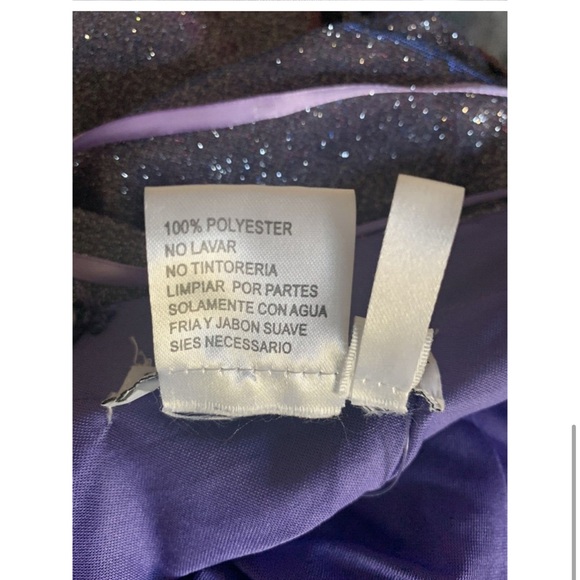 100% POLYESTER
NO LAVAR
NO TINTORERIA
LIMPIAR POR PARTES
SOLAMENTE CON AGUA
FRIA Y JABON SUAVE
SIES NECESSARIO